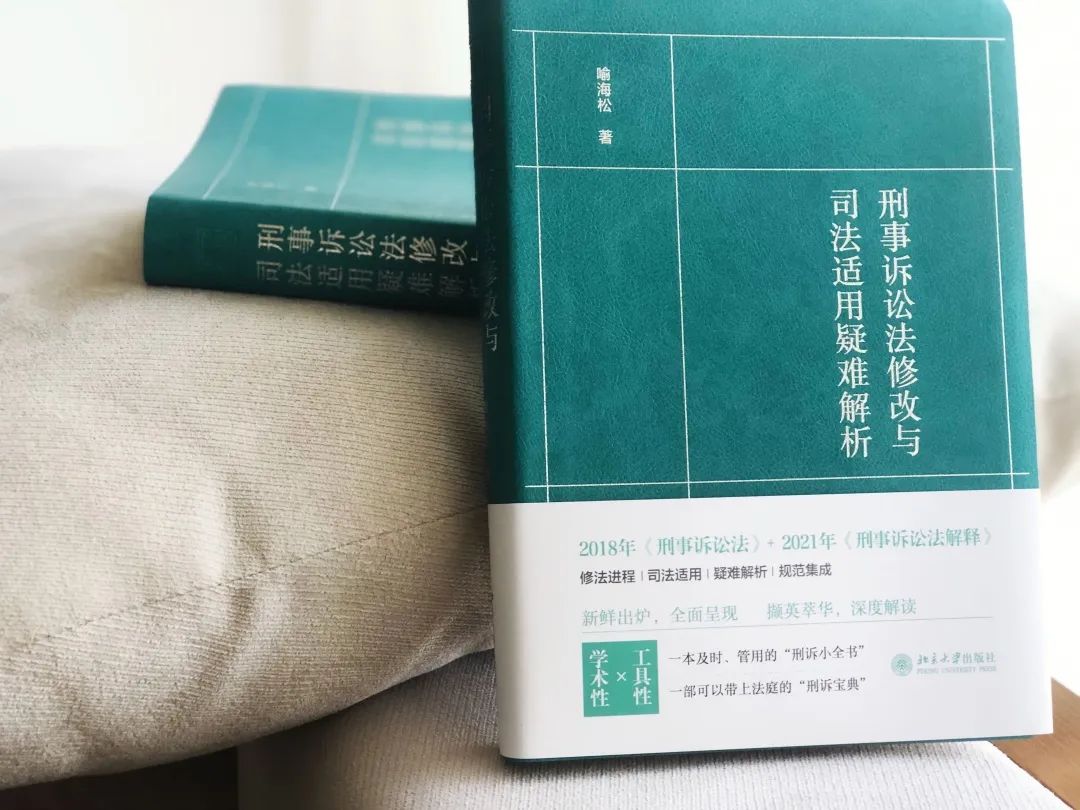 喻海松 著
刑事诉讼法修改与
司法适用疑难解析
2018年《刑事诉讼法》+ 2021年《刑事诉讼法解释》
修法进程|司法适用|疑难解析|规范集成
新鲜出炉，全面呈现 撷英萃华，深度解读
工具性
×
学术性
一本及时、管用的“刑诉小全书”
一部可以带上法庭的“刑诉宝典”
北京大学出版社
PEKING UNIVERSITY PRESS
刑事诉讼法修改
司法适用疑难解
修改与